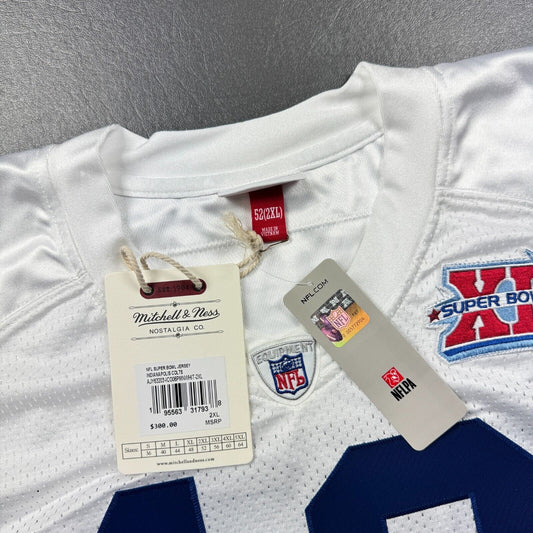 52(2XL)
MADE IN
VIETNAM
Mitchell & Ness
NOSTALGIA CO.
NFL SUPER BOWL JERSEY
INDIANAPOLIS COLTS
1 95563 31793 8
2XL
$300.00
MSRP
Sizes: S M L XL 2XL 3XL 4XL 5XL
36 40 44 48 52 56 60 64
mitchellandness.com
EQUIPMENT
NFL
NFL.COM
NFL
NFLPA
XLI
SUPER BOWL